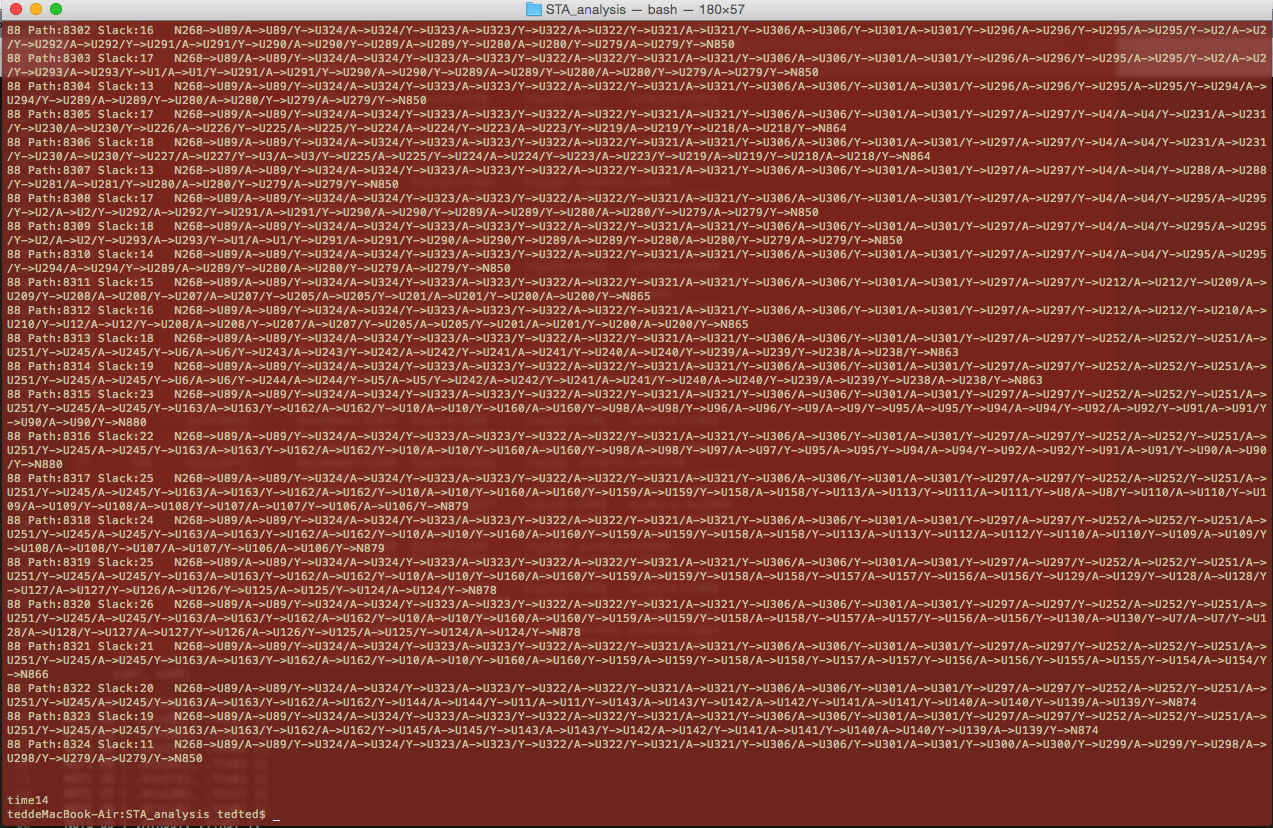 STA_analysis — bash — 180×57
88 Path:8302 Slack:16 N268->U89/A->U89/Y->U324/A->U324/Y->U323/A->U323/Y->U322/A->U322/Y->U321/A->U321/Y->U306/A->U306/Y->U301/A->U301/Y->U296/A->U296/Y->U295/A->U295/Y->U2/A->U2
/Y->U292/A->U292/Y->U291/A->U291/Y->U290/A->U290/Y->U289/A->U289/Y->U280/A->U280/Y->U279/A->U279/Y->N850
88 Path:8303 Slack:17 N268->U89/A->U89/Y->U324/A->U324/Y->U323/A->U323/Y->U322/A->U322/Y->U321/A->U321/Y->U306/A->U306/Y->U301/A->U301/Y->U296/A->U296/Y->U295/A->U295/Y->U2/A->U2
/Y->U293/A->U293/Y->U1/A->U1/Y->U291/A->U291/Y->U290/A->U290/Y->U289/A->U289/Y->U280/A->U280/Y->U279/A->U279/Y->N850
88 Path:8304 Slack:13 N268->U89/A->U89/Y->U324/A->U324/Y->U323/A->U323/Y->U322/A->U322/Y->U321/A->U321/Y->U306/A->U306/Y->U301/A->U301/Y->U296/A->U296/Y->U295/A->U295/Y->U294/A->
U294/Y->U289/A->U289/Y->U280/A->U280/Y->U279/A->U279/Y->N850
88 Path:8305 Slack:17 N268->U89/A->U89/Y->U324/A->U324/Y->U323/A->U323/Y->U322/A->U322/Y->U321/A->U321/Y->U306/A->U306/Y->U301/A->U301/Y->U297/A->U297/Y->U4/A->U4/Y->U231/A->U231
/Y->U230/A->U230/Y->U226/A->U226/Y->U225/A->U225/Y->U224/A->U224/Y->U223/A->U223/Y->U219/A->U219/Y->U218/A->U218/Y->N864
88 Path:8306 Slack:18 N268->U89/A->U89/Y->U324/A->U324/Y->U323/A->U323/Y->U322/A->U322/Y->U321/A->U321/Y->U306/A->U306/Y->U301/A->U301/Y->U297/A->U297/Y->U4/A->U4/Y->U231/A->U231
/Y->U230/A->U230/Y->U227/A->U227/Y->U3/A->U3/Y->U225/A->U225/Y->U224/A->U224/Y->U223/A->U223/Y->U219/A->U219/Y->U218/A->U218/Y->N864
88 Path:8307 Slack:13 N268->U89/A->U89/Y->U324/A->U324/Y->U323/A->U323/Y->U322/A->U322/Y->U321/A->U321/Y->U306/A->U306/Y->U301/A->U301/Y->U297/A->U297/Y->U4/A->U4/Y->U288/A->U288
/Y->U281/A->U281/Y->U280/A->U280/Y->U279/A->U279/Y->N850
88 Path:8308 Slack:17 N268->U89/A->U89/Y->U324/A->U324/Y->U323/A->U323/Y->U322/A->U322/Y->U321/A->U321/Y->U306/A->U306/Y->U301/A->U301/Y->U297/A->U297/Y->U4/A->U4/Y->U295/A->U295
/Y->U2/A->U2/Y->U292/A->U292/Y->U291/A->U291/Y->U290/A->U290/Y->U289/A->U289/Y->U280/A->U280/Y->U279/A->U279/Y->N850
88 Path:8309 Slack:18 N268->U89/A->U89/Y->U324/A->U324/Y->U323/A->U323/Y->U322/A->U322/Y->U321/A->U321/Y->U306/A->U306/Y->U301/A->U301/Y->U297/A->U297/Y->U4/A->U4/Y->U295/A->U295
/Y->U2/A->U2/Y->U293/A->U293/Y->U1/A->U1/Y->U291/A->U291/Y->U290/A->U290/Y->U289/A->U289/Y->U280/A->U280/Y->U279/A->U279/Y->N850
88 Path:8310 Slack:14 N268->U89/A->U89/Y->U324/A->U324/Y->U323/A->U323/Y->U322/A->U322/Y->U321/A->U321/Y->U306/A->U306/Y->U301/A->U301/Y->U297/A->U297/Y->U4/A->U4/Y->U295/A->U295
/Y->U294/A->U294/Y->U289/A->U289/Y->U280/A->U280/Y->U279/A->U279/Y->N850
88 Path:8311 Slack:15 N268->U89/A->U89/Y->U324/A->U324/Y->U323/A->U323/Y->U322/A->U322/Y->U321/A->U321/Y->U306/A->U306/Y->U301/A->U301/Y->U297/A->U297/Y->U212/A->U212/Y->U209/A->
U209/Y->U208/A->U208/Y->U207/A->U207/Y->U205/A->U205/Y->U201/A->U201/Y->U200/A->U200/Y->N865
88 Path:8312 Slack:16 N268->U89/A->U89/Y->U324/A->U324/Y->U323/A->U323/Y->U322/A->U322/Y->U321/A->U321/Y->U306/A->U306/Y->U301/A->U301/Y->U297/A->U297/Y->U212/A->U212/Y->U210/A->
U210/Y->U12/A->U12/Y->U208/A->U208/Y->U207/A->U207/Y->U205/A->U205/Y->U201/A->U201/Y->U200/A->U200/Y->N865
88 Path:8313 Slack:18 N268->U89/A->U89/Y->U324/A->U324/Y->U323/A->U323/Y->U322/A->U322/Y->U321/A->U321/Y->U306/A->U306/Y->U301/A->U301/Y->U297/A->U297/Y->U252/A->U252/Y->U251/A->
U251/Y->U245/A->U245/Y->U6/A->U6/Y->U243/A->U243/Y->U242/A->U242/Y->U241/A->U241/Y->U240/A->U240/Y->U239/A->U239/Y->U238/A->U238/Y->N863
88 Path:8314 Slack:19 N268->U89/A->U89/Y->U324/A->U324/Y->U323/A->U323/Y->U322/A->U322/Y->U321/A->U321/Y->U306/A->U306/Y->U301/A->U301/Y->U297/A->U297/Y->U252/A->U252/Y->U251/A->
U251/Y->U245/A->U245/Y->U6/A->U6/Y->U244/A->U244/Y->U5/A->U5/Y->U242/A->U242/Y->U241/A->U241/Y->U240/A->U240/Y->U239/A->U239/Y->U238/A->U238/Y->N863
88 Path:8315 Slack:23 N268->U89/A->U89/Y->U324/A->U324/Y->U323/A->U323/Y->U322/A->U322/Y->U321/A->U321/Y->U306/A->U306/Y->U301/A->U301/Y->U297/A->U297/Y->U252/A->U252/Y->U251/A->
U251/Y->U245/A->U245/Y->U163/A->U163/Y->U162/A->U162/Y->U10/A->U10/Y->U160/A->U160/Y->U98/A->U98/Y->U96/A->U96/Y->U9/A->U9/Y->U95/A->U95/Y->U94/A->U94/Y->U92/A->U92/Y->U91/A->U91/Y
->U90/A->U90/Y->N880
88 Path:8316 Slack:22 N268->U89/A->U89/Y->U324/A->U324/Y->U323/A->U323/Y->U322/A->U322/Y->U321/A->U321/Y->U306/A->U306/Y->U301/A->U301/Y->U297/A->U297/Y->U252/A->U252/Y->U251/A->
U251/Y->U245/A->U245/Y->U163/A->U163/Y->U162/A->U162/Y->U10/A->U10/Y->U160/A->U160/Y->U98/A->U98/Y->U97/A->U97/Y->U95/A->U95/Y->U94/A->U94/Y->U92/A->U92/Y->U91/A->U91/Y->U90/A->U90
/Y->N880
88 Path:8317 Slack:25 N268->U89/A->U89/Y->U324/A->U324/Y->U323/A->U323/Y->U322/A->U322/Y->U321/A->U321/Y->U306/A->U306/Y->U301/A->U301/Y->U297/A->U297/Y->U252/A->U252/Y->U251/A->
U251/Y->U245/A->U245/Y->U163/A->U163/Y->U162/A->U162/Y->U10/A->U10/Y->U160/A->U160/Y->U159/A->U159/Y->U158/A->U158/Y->U113/A->U113/Y->U111/A->U111/Y->U8/A->U8/Y->U110/A->U110/Y->U1
09/A->U109/Y->U108/A->U108/Y->U107/A->U107/Y->U106/A->U106/Y->N879
88 Path:8318 Slack:24 N268->U89/A->U89/Y->U324/A->U324/Y->U323/A->U323/Y->U322/A->U322/Y->U321/A->U321/Y->U306/A->U306/Y->U301/A->U301/Y->U297/A->U297/Y->U252/A->U252/Y->U251/A->
U251/Y->U245/A->U245/Y->U163/A->U163/Y->U162/A->U162/Y->U10/A->U10/Y->U160/A->U160/Y->U159/A->U159/Y->U158/A->U158/Y->U113/A->U113/Y->U112/A->U112/Y->U110/A->U110/Y->U109/A->U109/Y
->U108/A->U108/Y->U107/A->U107/Y->U106/A->U106/Y->N879
88 Path:8319 Slack:25 N268->U89/A->U89/Y->U324/A->U324/Y->U323/A->U323/Y->U322/A->U322/Y->U321/A->U321/Y->U306/A->U306/Y->U301/A->U301/Y->U297/A->U297/Y->U252/A->U252/Y->U251/A->
U251/Y->U245/A->U245/Y->U163/A->U163/Y->U162/A->U162/Y->U10/A->U10/Y->U160/A->U160/Y->U159/A->U159/Y->U158/A->U158/Y->U157/A->U157/Y->U156/A->U156/Y->U129/A->U129/Y->U128/A->U128/Y
->U127/A->U127/Y->U126/A->U126/Y->U125/A->U125/Y->U124/A->U124/Y->N878
88 Path:8320 Slack:26 N268->U89/A->U89/Y->U324/A->U324/Y->U323/A->U323/Y->U322/A->U322/Y->U321/A->U321/Y->U306/A->U306/Y->U301/A->U301/Y->U297/A->U297/Y->U252/A->U252/Y->U251/A->
U251/Y->U245/A->U245/Y->U163/A->U163/Y->U162/A->U162/Y->U10/A->U10/Y->U160/A->U160/Y->U159/A->U159/Y->U158/A->U158/Y->U157/A->U157/Y->U156/A->U156/Y->U130/A->U130/Y->U7/A->U7/Y->U1
28/A->U128/Y->U127/A->U127/Y->U126/A->U126/Y->U125/A->U125/Y->U124/A->U124/Y->N878
88 Path:8321 Slack:21 N268->U89/A->U89/Y->U324/A->U324/Y->U323/A->U323/Y->U322/A->U322/Y->U321/A->U321/Y->U306/A->U306/Y->U301/A->U301/Y->U297/A->U297/Y->U252/A->U252/Y->U251/A->
U251/Y->U245/A->U245/Y->U163/A->U163/Y->U162/A->U162/Y->U10/A->U10/Y->U160/A->U160/Y->U159/A->U159/Y->U158/A->U158/Y->U157/A->U157/Y->U156/A->U156/Y->U155/A->U155/Y->U154/A->U154/Y
->N866
88 Path:8322 Slack:20 N268->U89/A->U89/Y->U324/A->U324/Y->U323/A->U323/Y->U322/A->U322/Y->U321/A->U321/Y->U306/A->U306/Y->U301/A->U301/Y->U297/A->U297/Y->U252/A->U252/Y->U251/A->
U251/Y->U245/A->U245/Y->U163/A->U163/Y->U162/A->U162/Y->U144/A->U144/Y->U11/A->U11/Y->U143/A->U143/Y->U142/A->U142/Y->U141/A->U141/Y->U140/A->U140/Y->U139/A->U139/Y->N874
88 Path:8323 Slack:19 N268->U89/A->U89/Y->U324/A->U324/Y->U323/A->U323/Y->U322/A->U322/Y->U321/A->U321/Y->U306/A->U306/Y->U301/A->U301/Y->U297/A->U297/Y->U252/A->U252/Y->U251/A->
U251/Y->U245/A->U245/Y->U163/A->U163/Y->U162/A->U162/Y->U145/A->U145/Y->U143/A->U143/Y->U142/A->U142/Y->U141/A->U141/Y->U140/A->U140/Y->U139/A->U139/Y->N874
88 Path:8324 Slack:11 N268->U89/A->U89/Y->U324/A->U324/Y->U323/A->U323/Y->U322/A->U322/Y->U321/A->U321/Y->U306/A->U306/Y->U301/A->U301/Y->U300/A->U300/Y->U299/A->U299/Y->U298/A->
U298/Y->U279/A->U279/Y->N850
time14
teddeMacBook-Air:STA_analysis tedted$ _